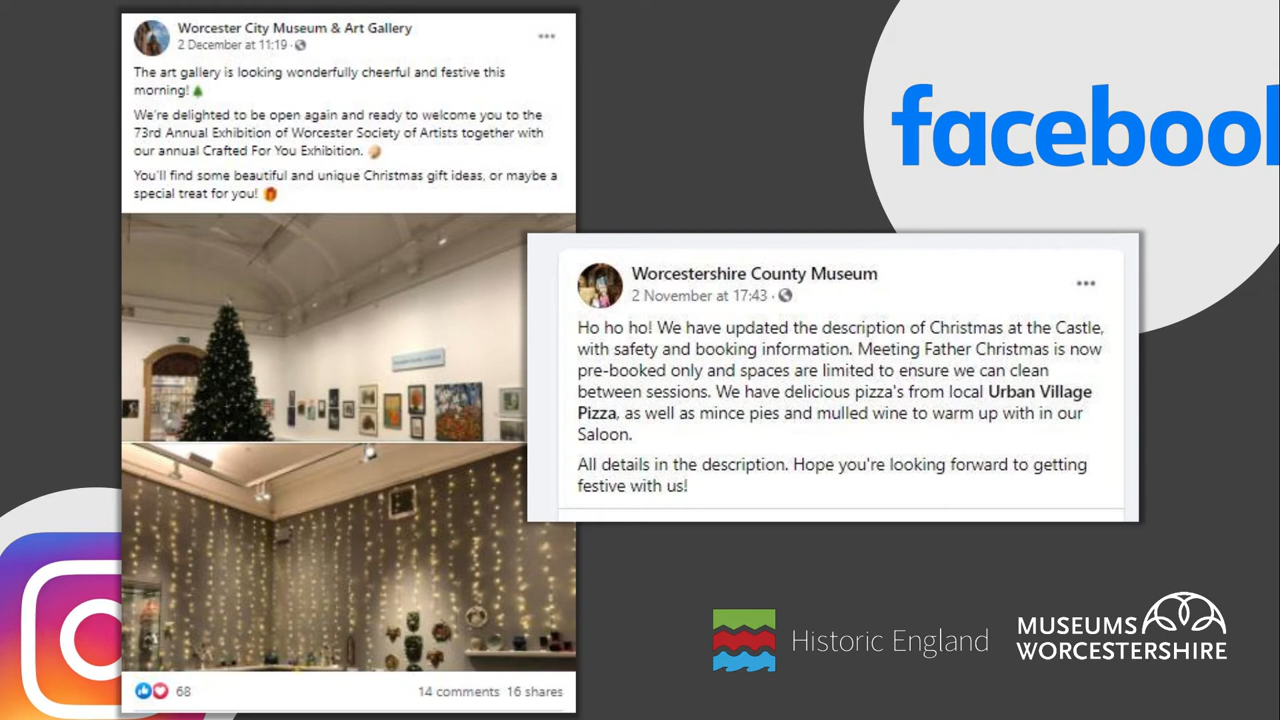 Worcester City Museum & Art Gallery
2 December at 11:19 ·
The art gallery is looking wonderfully cheerful and festive this
morning!
We're delighted to be open again and ready to welcome you to the
73rd Annual Exhibition of Worcester Society of Artists together with
our annual Crafted For You Exhibition.
You'll find some beautiful and unique Christmas gift ideas, or maybe a
special treat for you!
68
14 comments 16 shares
facebook
Worcestershire County Museum
2 November at 17:43 ·
Ho ho ho! We have updated the description of Christmas at the Castle,
with safety and booking information. Meeting Father Christmas is now
pre-booked only and spaces are limited to ensure we can clean
between sessions. We have delicious pizza's from local Urban Village
Pizza, as well as mince pies and mulled wine to warm up with in our
Saloon.
All details in the description. Hope you're looking forward to getting
festive with us!
Historic England
MUSEUMS
WORCESTERSHIRE